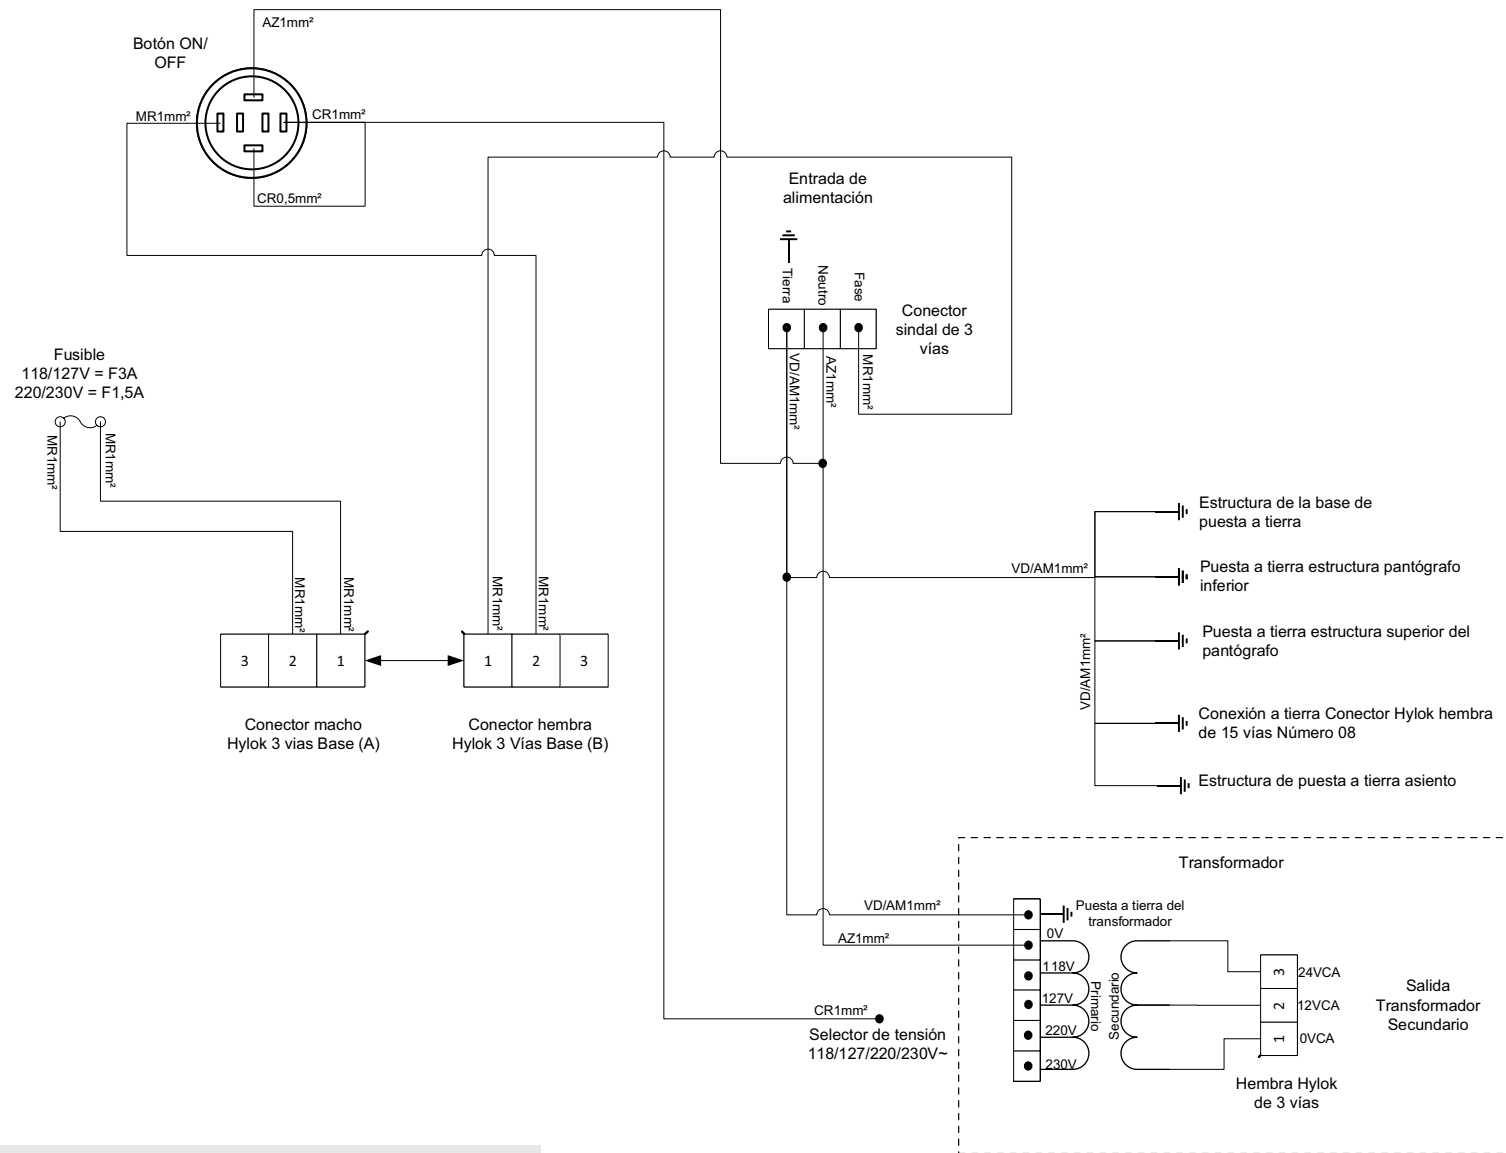 AZ1mm²
Botón ON/
OFF
MR1mm²
CR1mm²
CR0,5mm²
Entrada de
alimentación
Tierra
Neutro
Fase
Conector
sindal de 3
vías
VD/AM1mm²
AZ1mm²
MR1mm²
Fusible
118/127V = F3A
220/230V = F1,5A
MR1mm²
MR1mm²
MR1mm²
MR1mm²
MR1mm²
MR1mm²
3
2
1
1
2
3
Conector macho
Hylok 3 vias Base (A)
Conector hembra
Hylok 3 Vías Base (B)
VD/AM1mm²
VD/AM1mm²
Estructura de la base de
puesta a tierra
Puesta a tierra estructura pantógrafo
inferior
Puesta a tierra estructura superior del
pantógrafo
Conexión a tierra Conector Hylok hembra
de 15 vías Número 08
Estructura de puesta a tierra asiento
Transformador
VD/AM1mm²
Puesta a tierra del
transformador
AZ1mm²
0V
118V
127V
220V
230V
Primario
Secundario
3
2
1
24VCA
12VCA
0VCA
Salida
Transformador
Secundario
Hembra Hylok
de 3 vías
CR1mm²
Selector de tensión
118/127/220/230V~